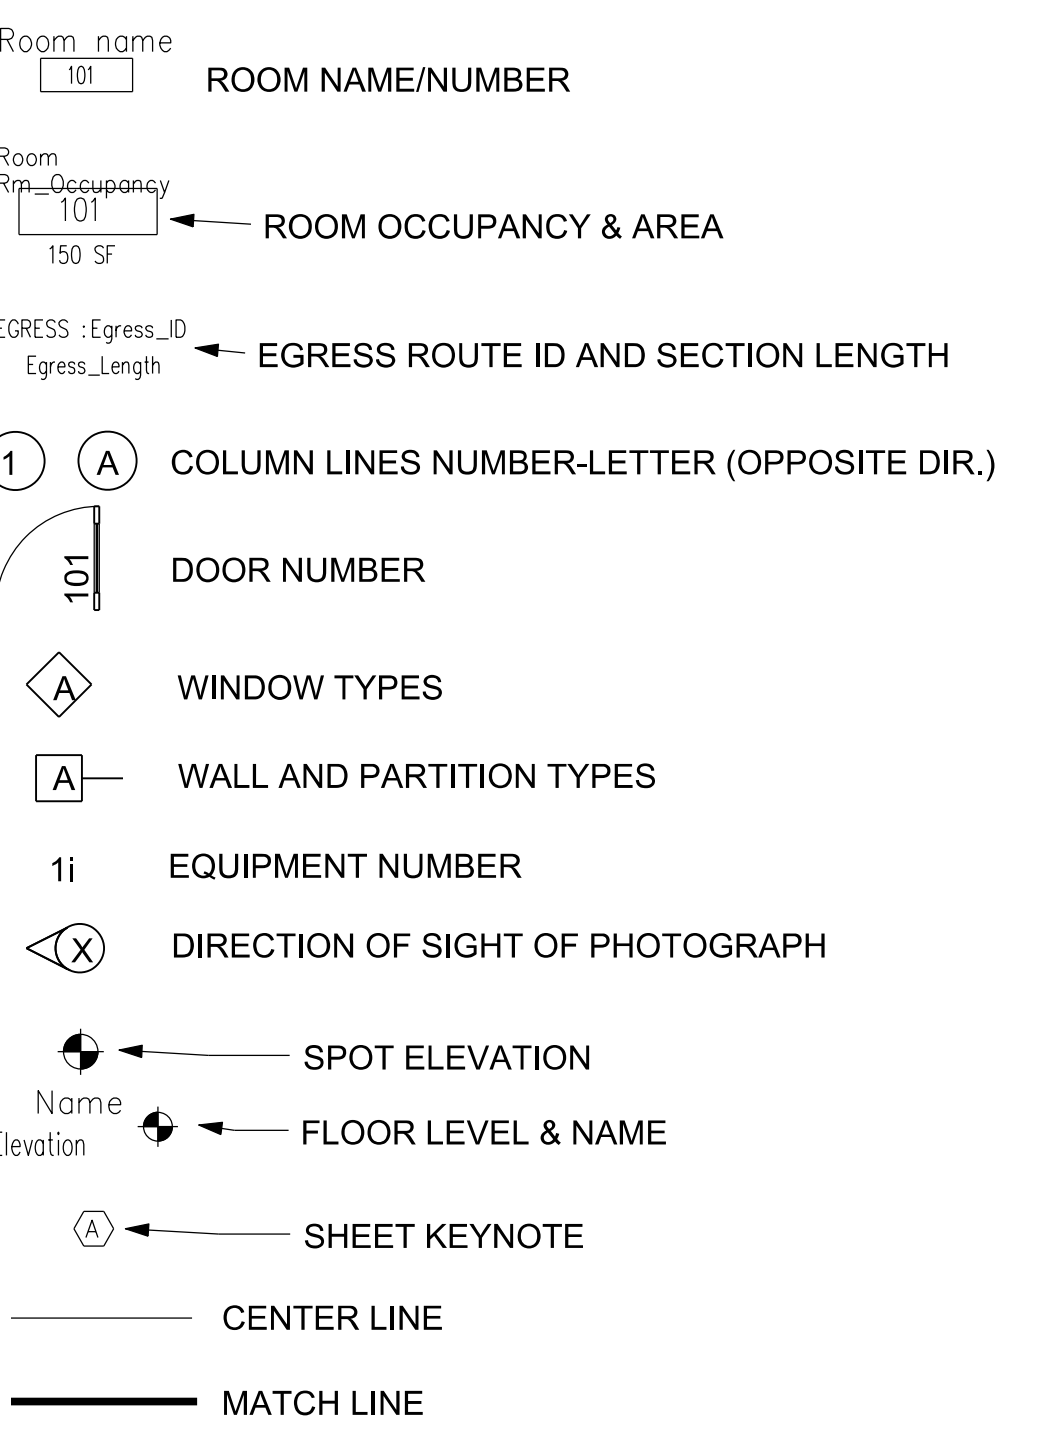 Room name
101
ROOM NAME/NUMBER
Room
Rm_Occupancy
101
ROOM OCCUPANCY & AREA
150 SF
EGRESS :Egress_ID
Egress_Length
EGRESS ROUTE ID AND SECTION LENGTH
1 A COLUMN LINES NUMBER-LETTER (OPPOSITE DIR.)
101 DOOR NUMBER
A WINDOW TYPES
A WALL AND PARTITION TYPES
1i EQUIPMENT NUMBER
X DIRECTION OF SIGHT OF PHOTOGRAPH
SPOT ELEVATION
Name
Elevation
FLOOR LEVEL & NAME
A SHEET KEYNOTE
CENTER LINE
MATCH LINE